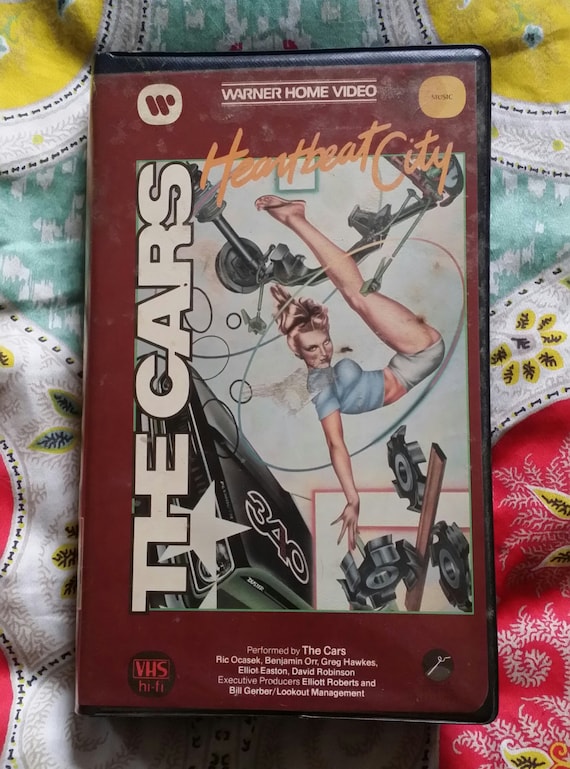 WARNER HOME VIDEO
MUSIC
Heartbeat City
THE CARS
340
Performed by The Cars
Ric Ocasek, Benjamin Orr, Greg Hawkes,
Elliot Easton, David Robinson
Executive Producers Elliott Roberts and
Bill Gerber/Lookout Management
VHS
hi-fi